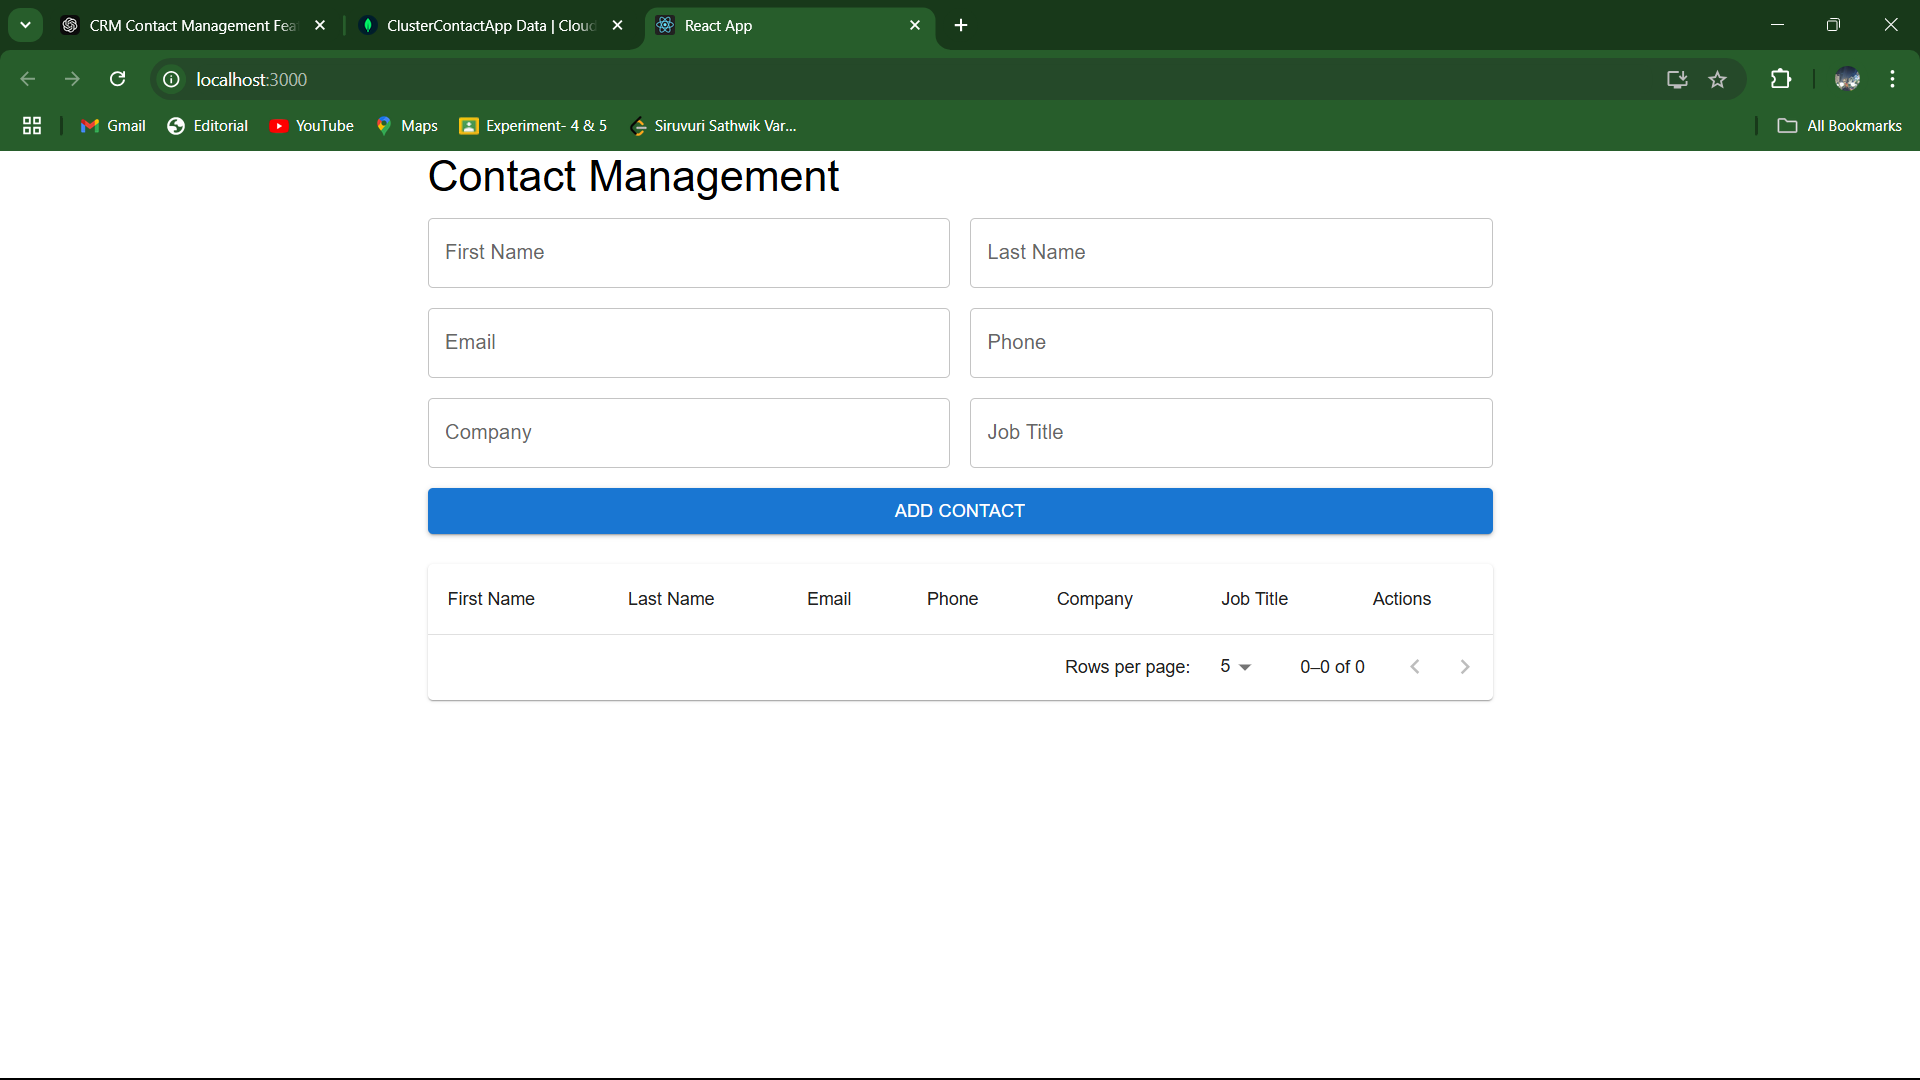 CRM Contact Management Fea
ClusterContactApp Data | Cloud
React App
localhost:3000
Gmail
Editorial
YouTube
Maps
Experiment- 4 & 5
Siruvuri Sathwik Var...
All Bookmarks
Contact Management
First Name
Last Name
Email
Phone
Company
Job Title
ADD CONTACT
First Name Last Name Email Phone Company Job Title Actions
Rows per page: 5 0–0 of 0